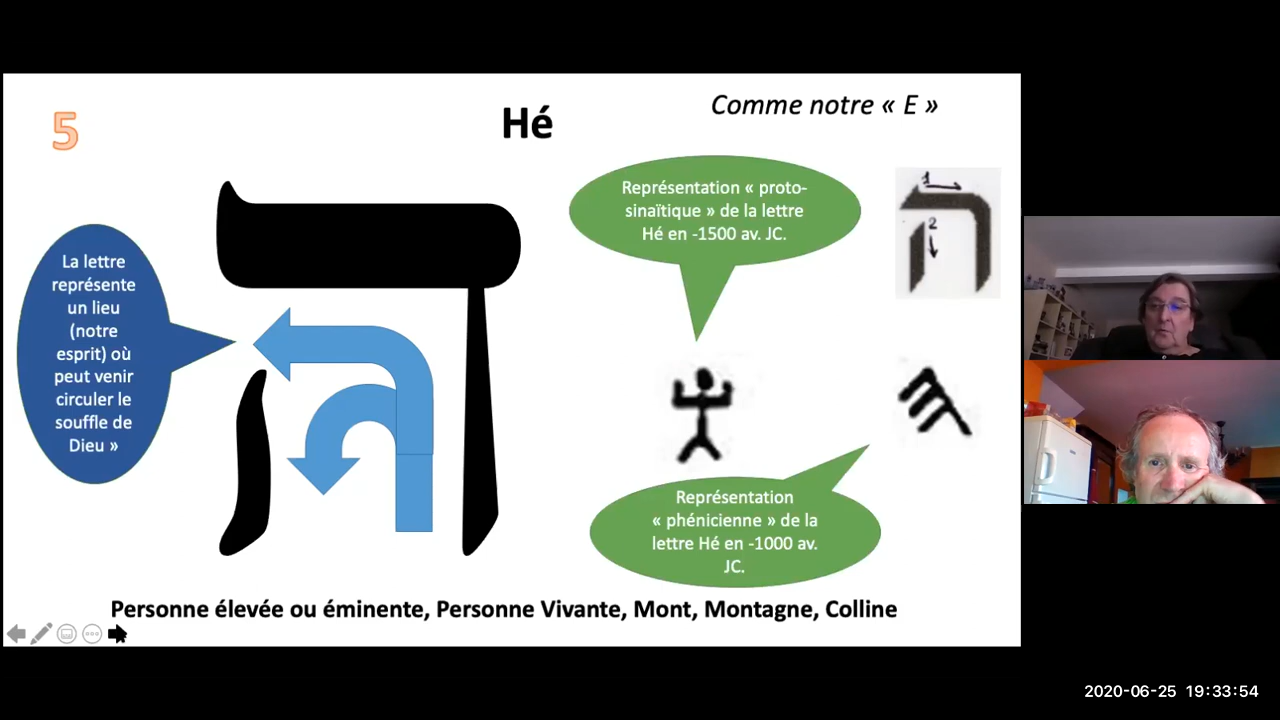 5
Hé
Comme notre « E »
Représentation « proto-
sinaïtique » de la lettre
Hé en -1500 av. JC.
1
2
La lettre
représente
un lieu
(notre
esprit) où
peut venir
circuler le
souffle de
Dieu »
ה
Représentation
« phénicienne » de la
lettre Hé en -1000 av.
JC.
Personne élevée ou éminente, Personne Vivante, Mont, Montagne, Colline
2020-06-25 19:33:54